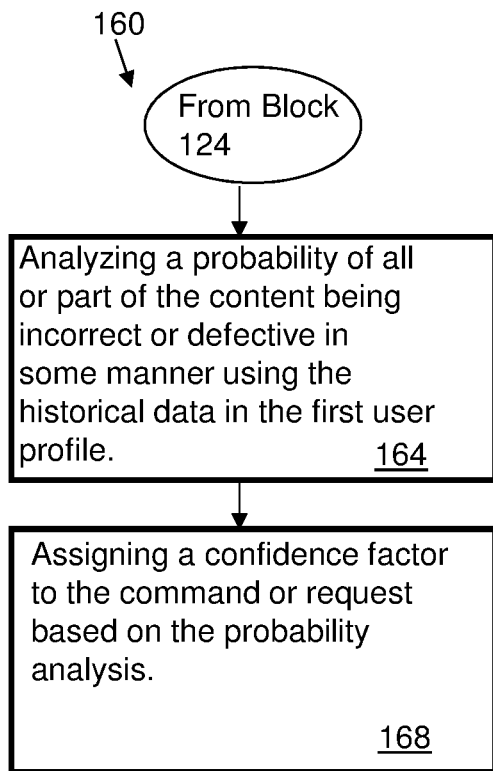 160
From Block
124
Analyzing a probability of all
or part of the content being
incorrect or defective in
some manner using the
historical data in the first user
profile.
164
Assigning a confidence factor
to the command or request
based on the probability
analysis.
168